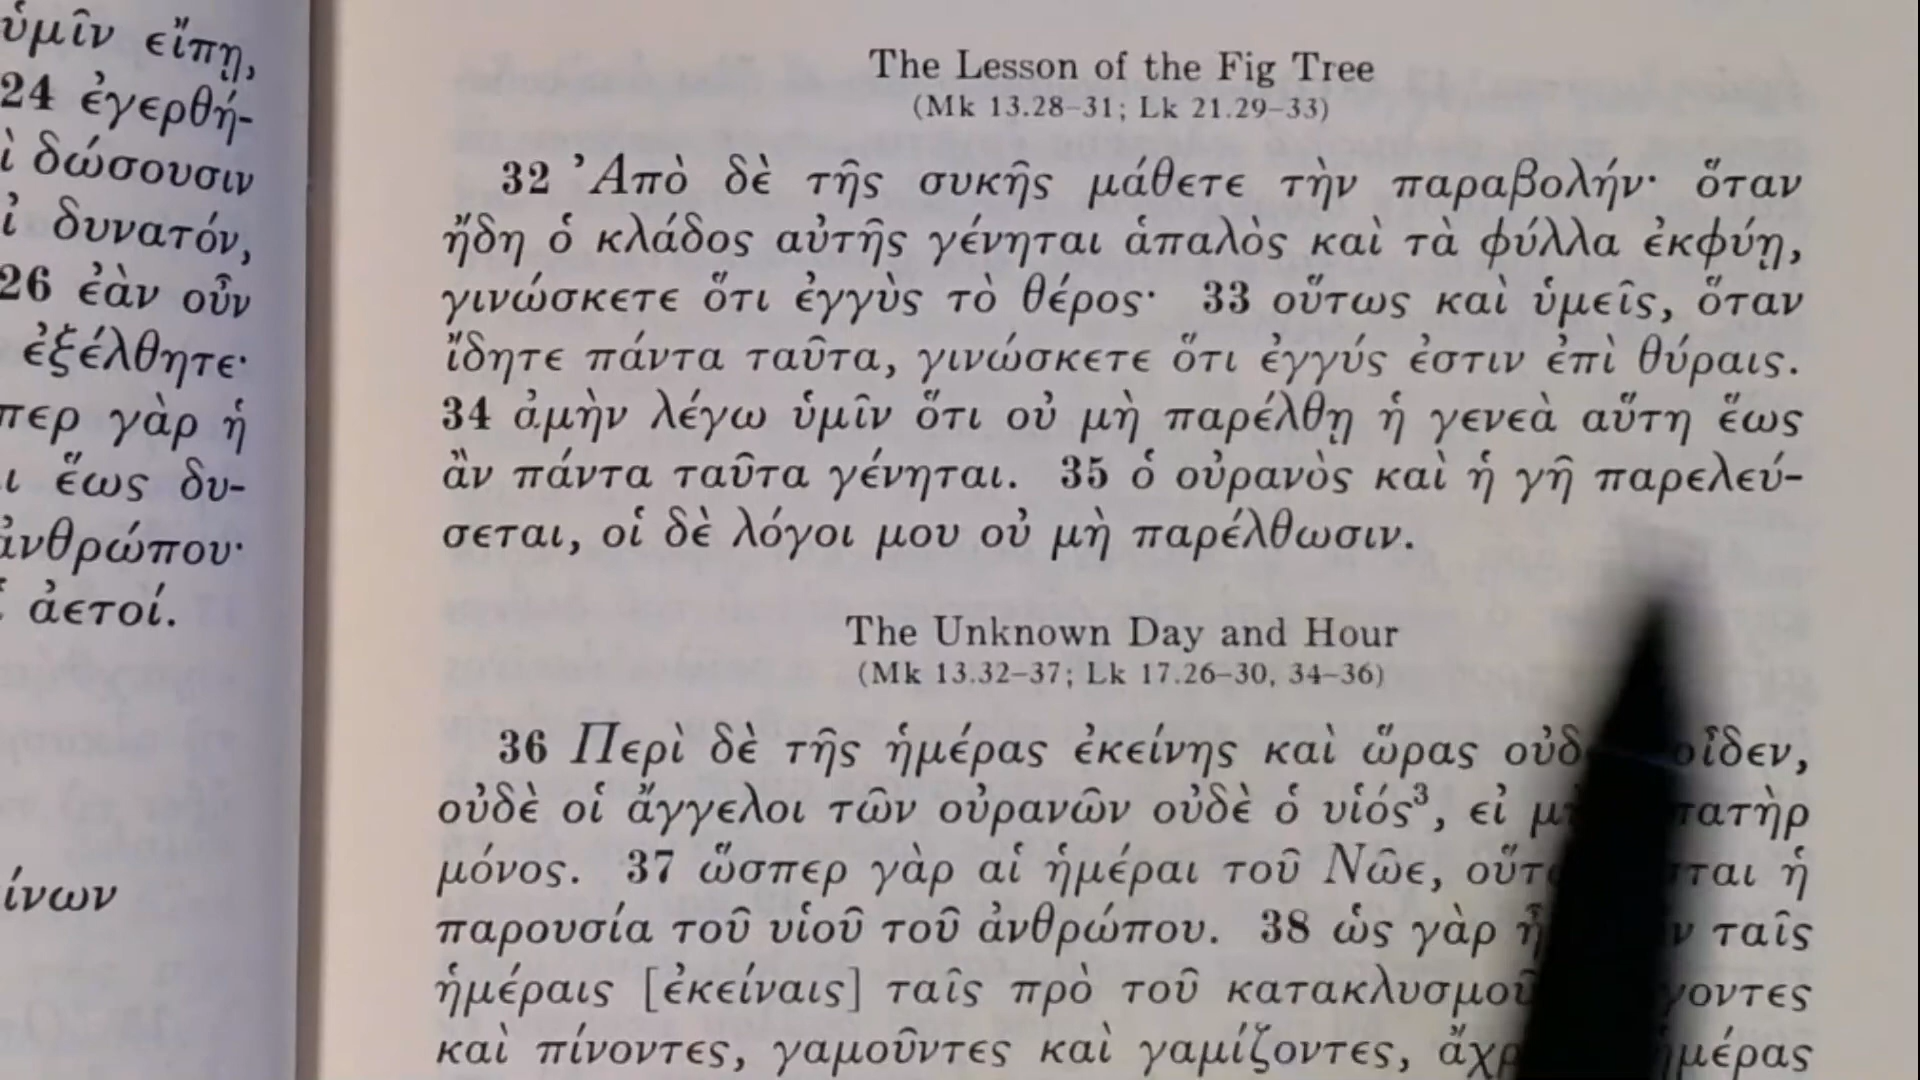 ὑμῖν εἴπῃ,
24 ἐγερθή-
δώσουσιν
δυνατόν,
26 ἐὰν οὖν
ἐξέλθητε·
γὰρ ἡ
ἕως δυ-
ἀνθρώπου·
ἀετοί.
The Lesson of the Fig Tree
(Mk 13.28–31; Lk 21.29–33)
32 Ἀπὸ δὲ τῆς συκῆς μάθετε τὴν παραβολήν· ὅταν
ἤδη ὁ κλάδος αὐτῆς γένηται ἁπαλὸς καὶ τὰ φύλλα ἐκφύῃ,
γινώσκετε ὅτι ἐγγὺς τὸ θέρος· 33 οὕτως καὶ ὑμεῖς, ὅταν
ἴδητε πάντα ταῦτα, γινώσκετε ὅτι ἐγγύς ἐστιν ἐπὶ θύραις.
34 ἀμὴν λέγω ὑμῖν ὅτι οὐ μὴ παρέλθῃ ἡ γενεὰ αὕτη ἕως
ἂν πάντα ταῦτα γένηται. 35 ὁ οὐρανὸς καὶ ἡ γῆ παρελεύ-
σεται, οἱ δὲ λόγοι μου οὐ μὴ παρέλθωσιν.
The Unknown Day and Hour
(Mk 13.32–37; Lk 17.26–30, 34–36)
36 Περὶ δὲ τῆς ἡμέρας ἐκείνης καὶ ὥρας οἶδεν,
οὐδὲ οἱ ἄγγελοι τῶν οὐρανῶν οὐδὲ ὁ υἱός³, εἰ
μόνος. 37 ὥσπερ γὰρ αἱ ἡμέραι τοῦ Νῶε, ἡ
παρουσία τοῦ υἱοῦ τοῦ ἀνθρώπου. 38 ὡς γὰρ ταῖς
ἡμέραις [ἐκείναις] ταῖς πρὸ τοῦ κατακλυσμοῦ
καὶ πίνοντες, γαμοῦντες καὶ γαμίζοντες,